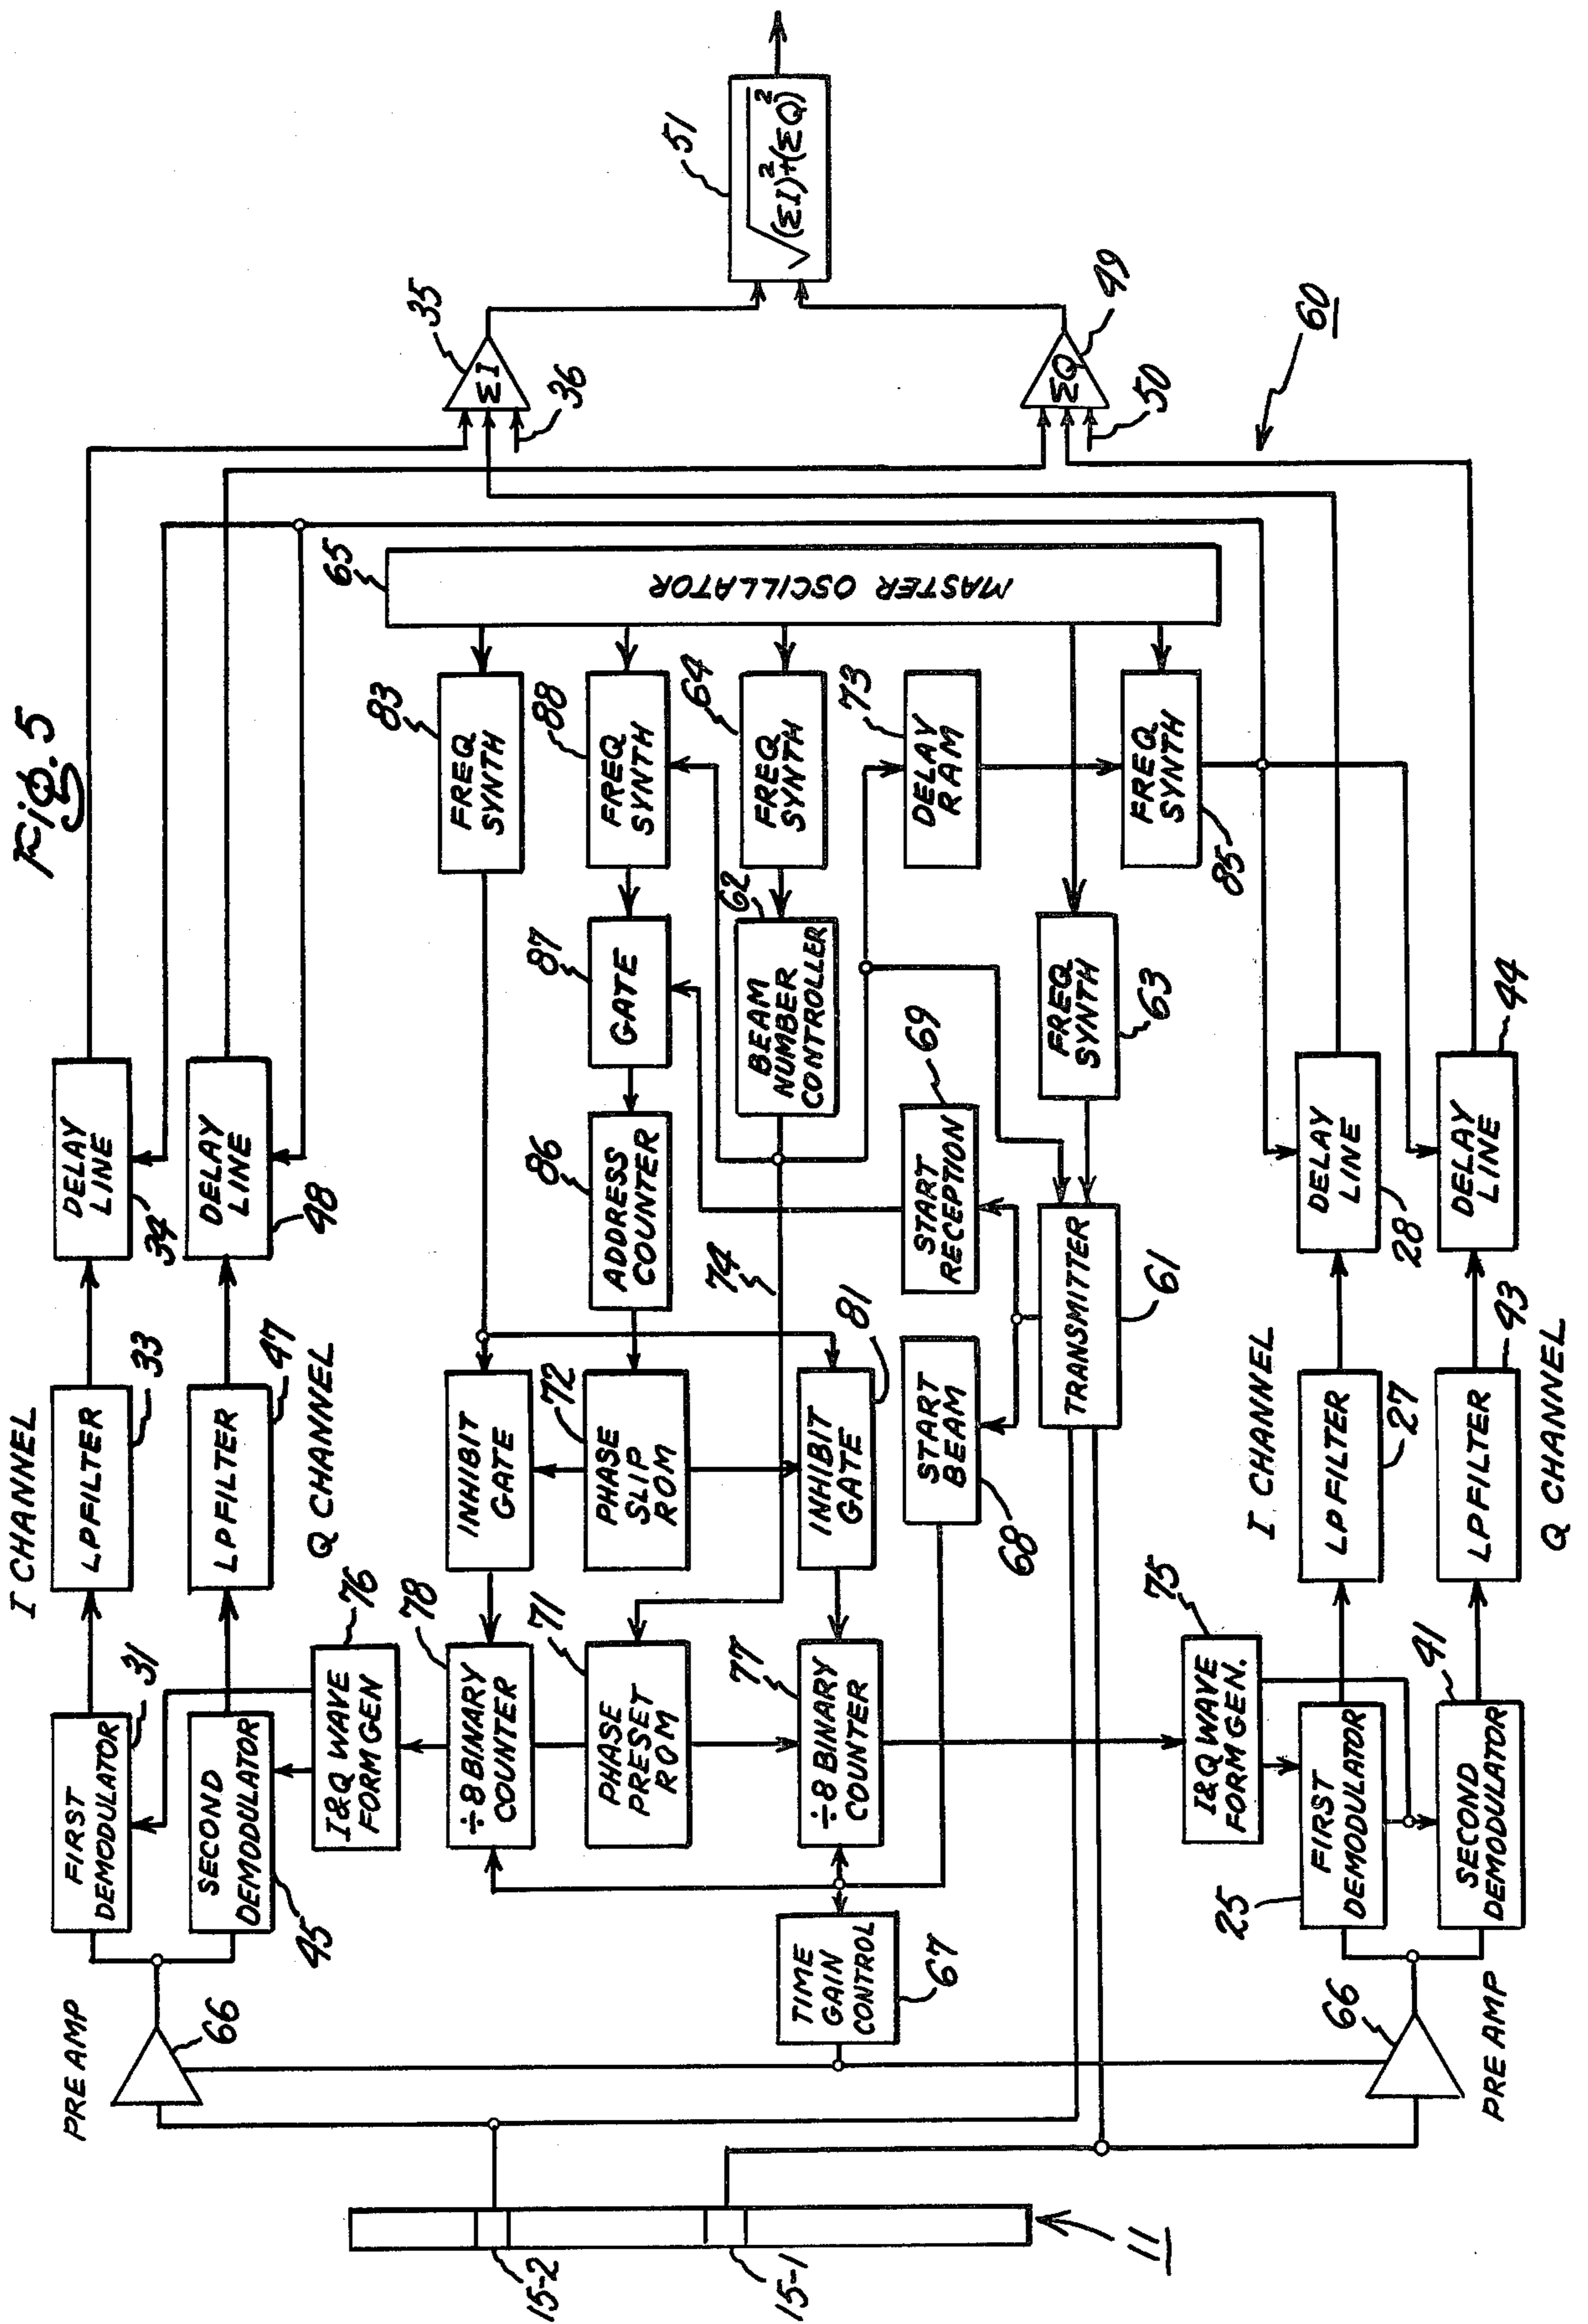 Fig. 5
I CHANNEL
PRE AMP
66
FIRST
DEMODULATOR
31
LP FILTER
33
DELAY
LINE
34
35
ΣI
36
SECOND
DEMODULATOR
45
LP FILTER
47
Q CHANNEL
DELAY
LINE
48
51
√(ΣI)²+(ΣQ)²
I&Q WAVE
FORM GEN
76
÷8 BINARY
COUNTER
78
INHIBIT
GATE
FREQ
SYNTH
83
65
MASTER OSCILLATOR
PHASE
PRESET
ROM
71
PHASE
SLIP
ROM
72
ADDRESS
COUNTER
86
GATE
87
FREQ
SYNTH
88
74
BEAM
NUMBER
CONTROLLER
62
FREQ
SYNTH
64
TIME
GAIN
CONTROL
67
÷8 BINARY
COUNTER
77
INHIBIT
GATE
81
START
BEAM
68
START
RECEPTION
69
DELAY
RAM
73
TRANSMITTER
61
FREQ
SYNTH
63
FREQ
SYNTH
85
15-2
15-1
11
I&Q WAVE
FORM GEN.
75
I CHANNEL
FIRST
DEMODULATOR
25
LP FILTER
27
DELAY
LINE
28
ΣQ
49
50
60
PRE AMP
66
SECOND
DEMODULATOR
41
LP FILTER
43
DELAY
LINE
44
Q CHANNEL